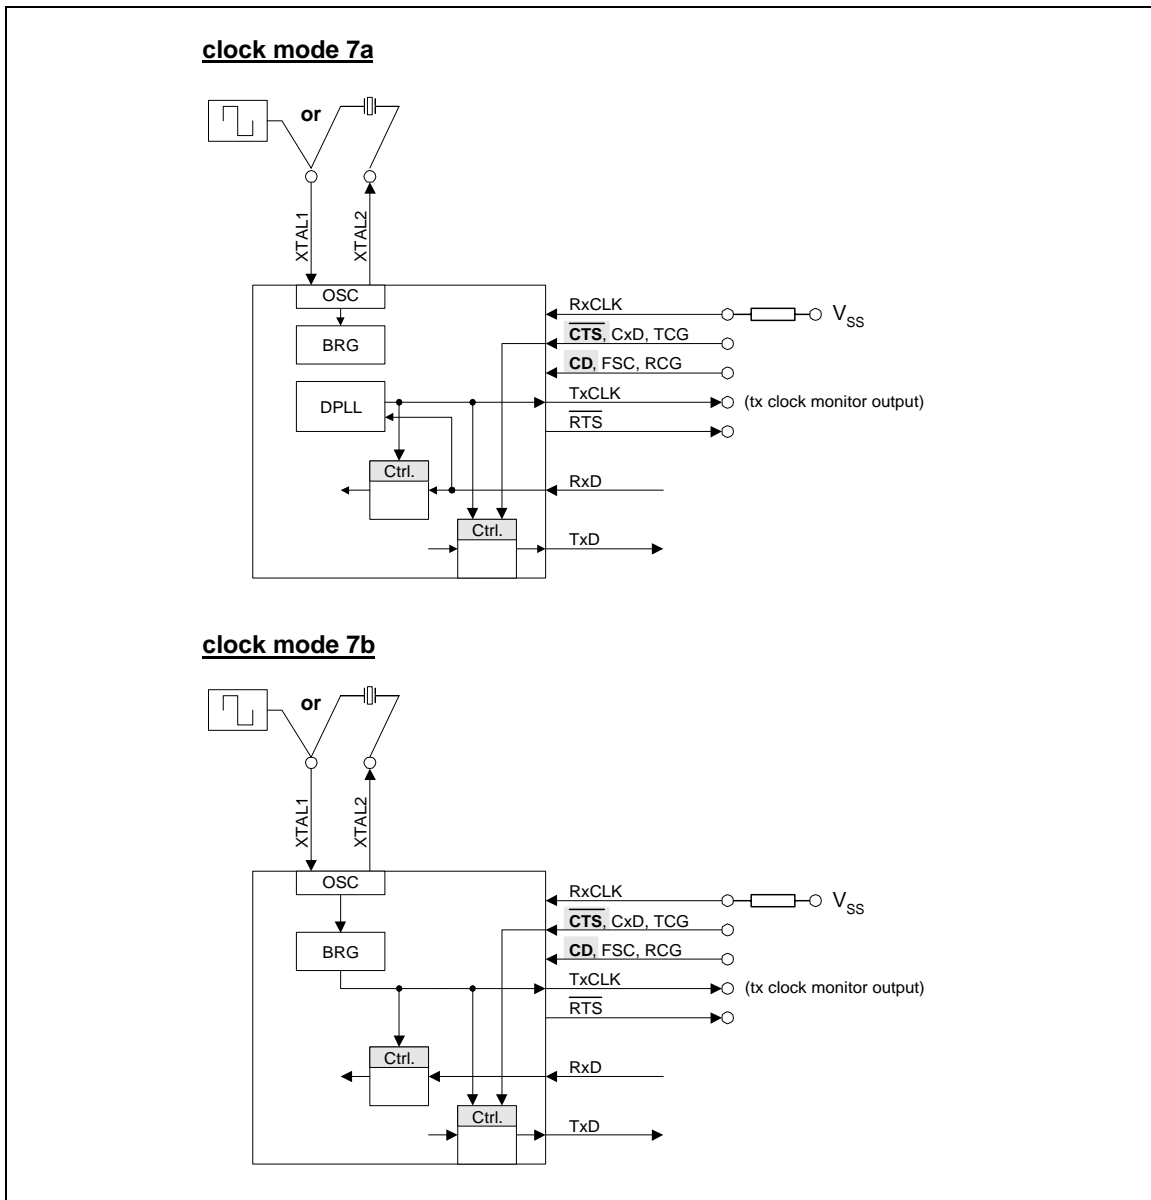 clock mode 7a
or
XTAL1
XTAL2
OSC
BRG
DPLL
Ctrl.
Ctrl.
RxCLK
VSS
CTS, CxD, TCG
CD, FSC, RCG
TxCLK
(tx clock monitor output)
RTS
RxD
TxD
clock mode 7b
or
XTAL1
XTAL2
OSC
BRG
Ctrl.
Ctrl.
RxCLK
VSS
CTS, CxD, TCG
CD, FSC, RCG
TxCLK
(tx clock monitor output)
RTS
RxD
TxD